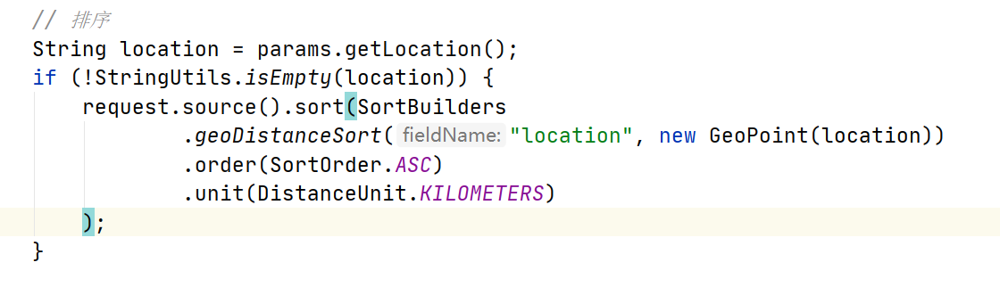 // 排序
String location = params.getLocation();
if (!StringUtils.isEmpty(location)) {
request.source().sort(SortBuilders
.geoDistanceSort( fieldName: "location", new GeoPoint(location))
.order(SortOrder.ASC)
.unit(DistanceUnit.KILOMETERS)
);
}